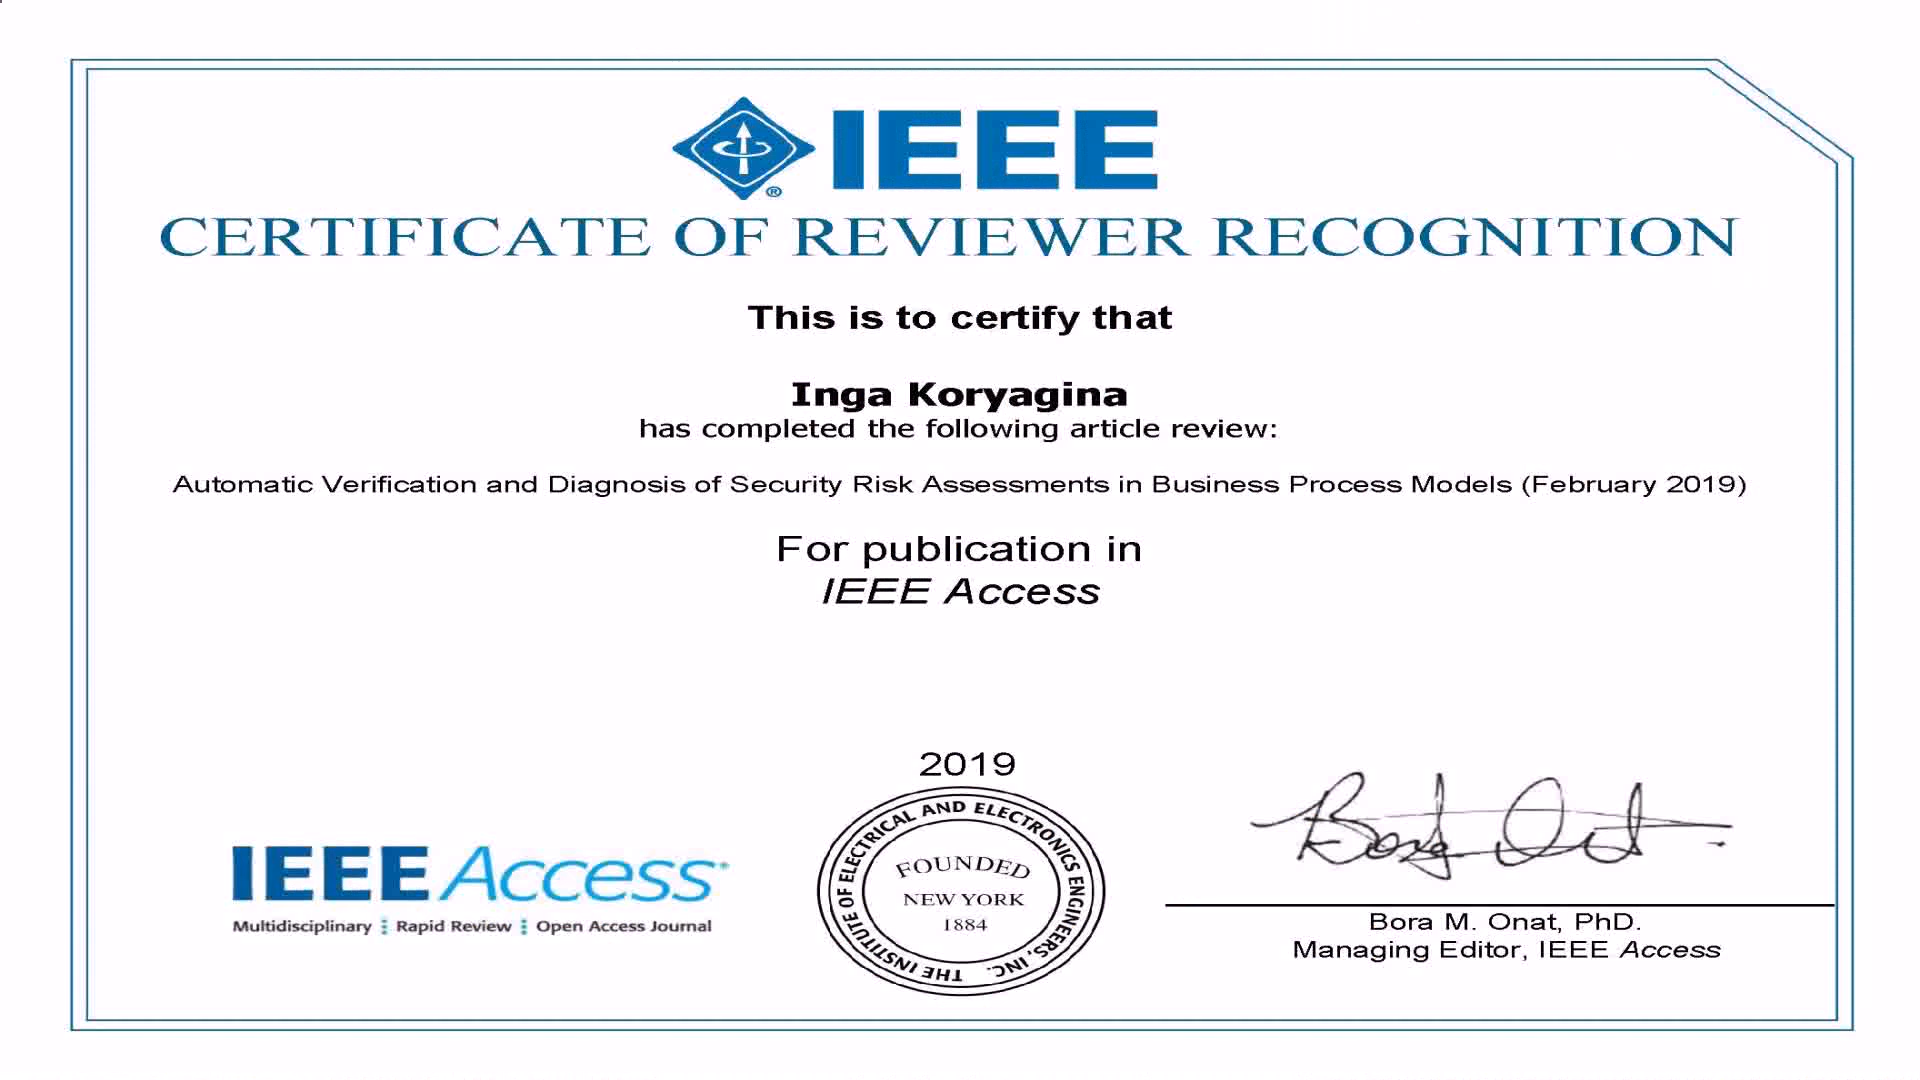 IEEE
CERTIFICATE OF REVIEWER RECOGNITION
This is to certify that
Inga Koryagina
has completed the following article review:
Automatic Verification and Diagnosis of Security Risk Assessments in Business Process Models (February 2019)
For publication in
IEEE Access
2019
IEEE Access
Multidisciplinary ⋮ Rapid Review ⋮ Open Access Journal
THE INSTITUTE OF ELECTRICAL AND ELECTRONICS ENGINEERS, INC.
FOUNDED
NEW YORK
1884
Bora Onat
Bora M. Onat, PhD.
Managing Editor, IEEE Access